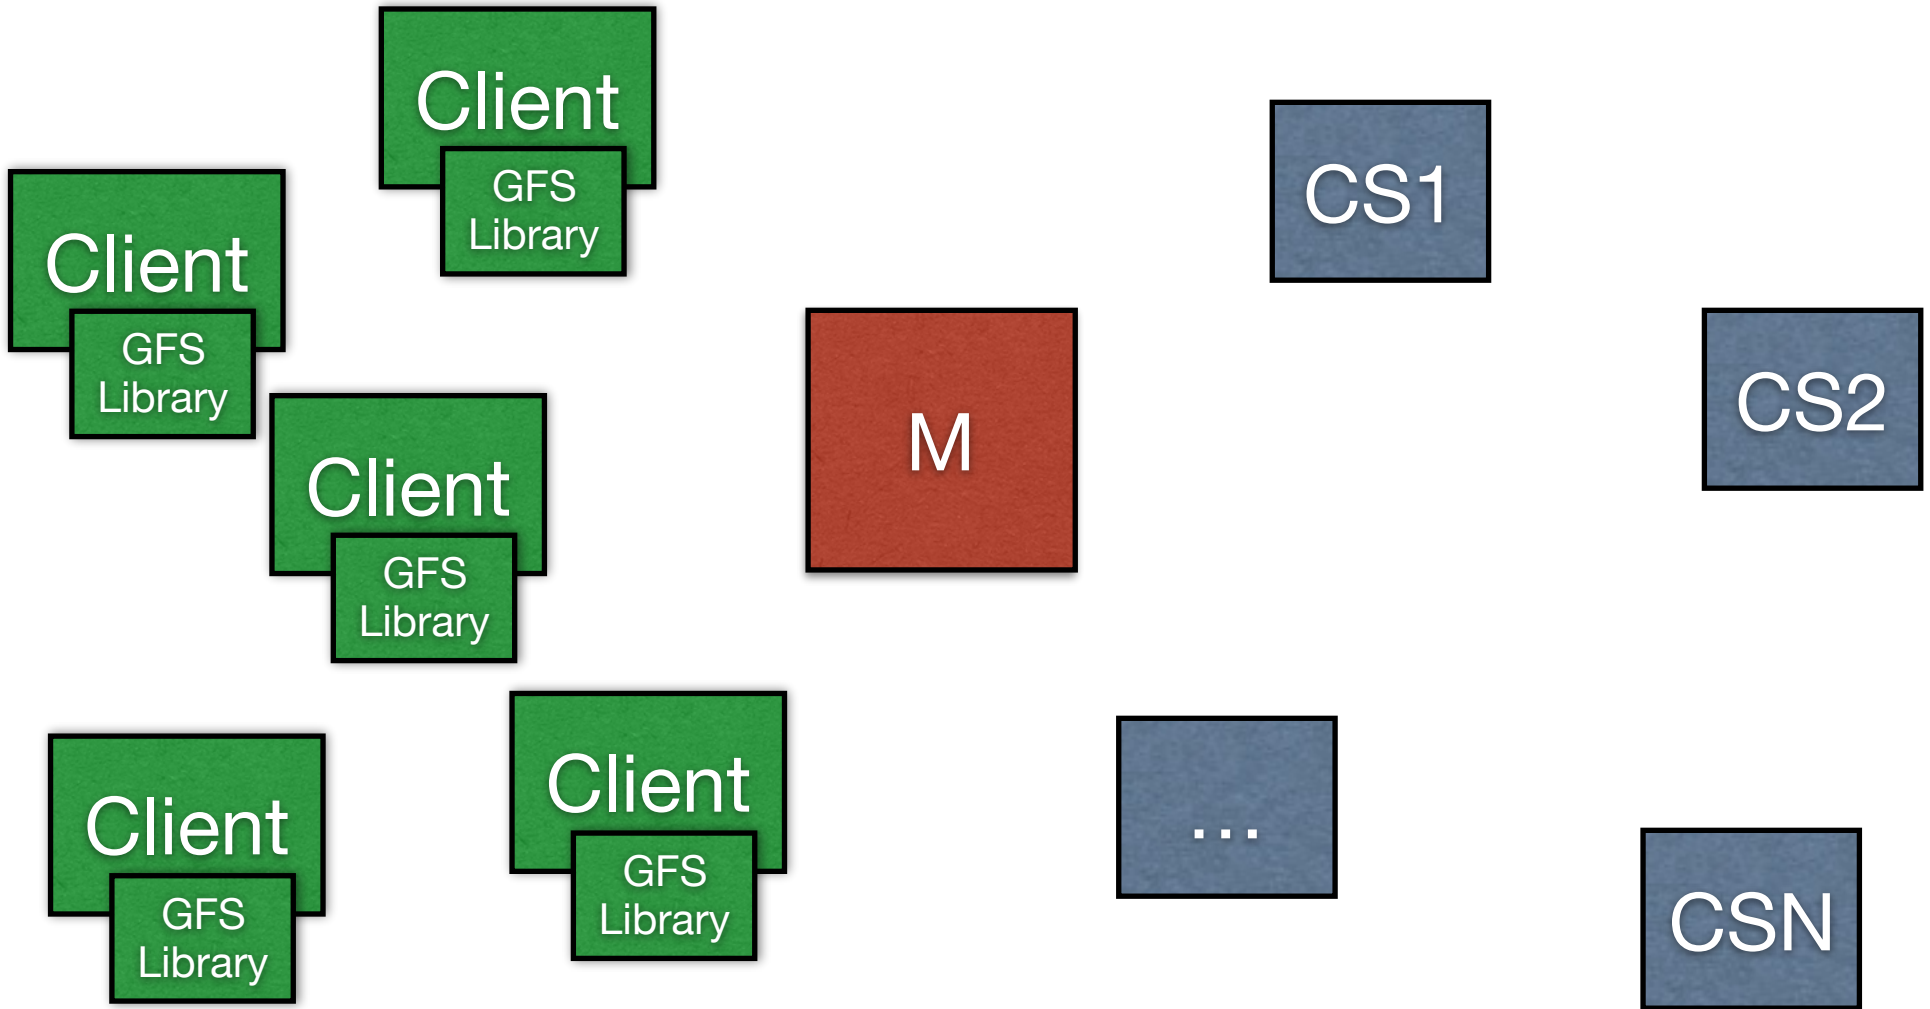 Client
GFS
Library
Client
GFS
Library
Client
GFS
Library
Client
GFS
Library
Client
GFS
Library
M
CS1
CS2
...
CSN